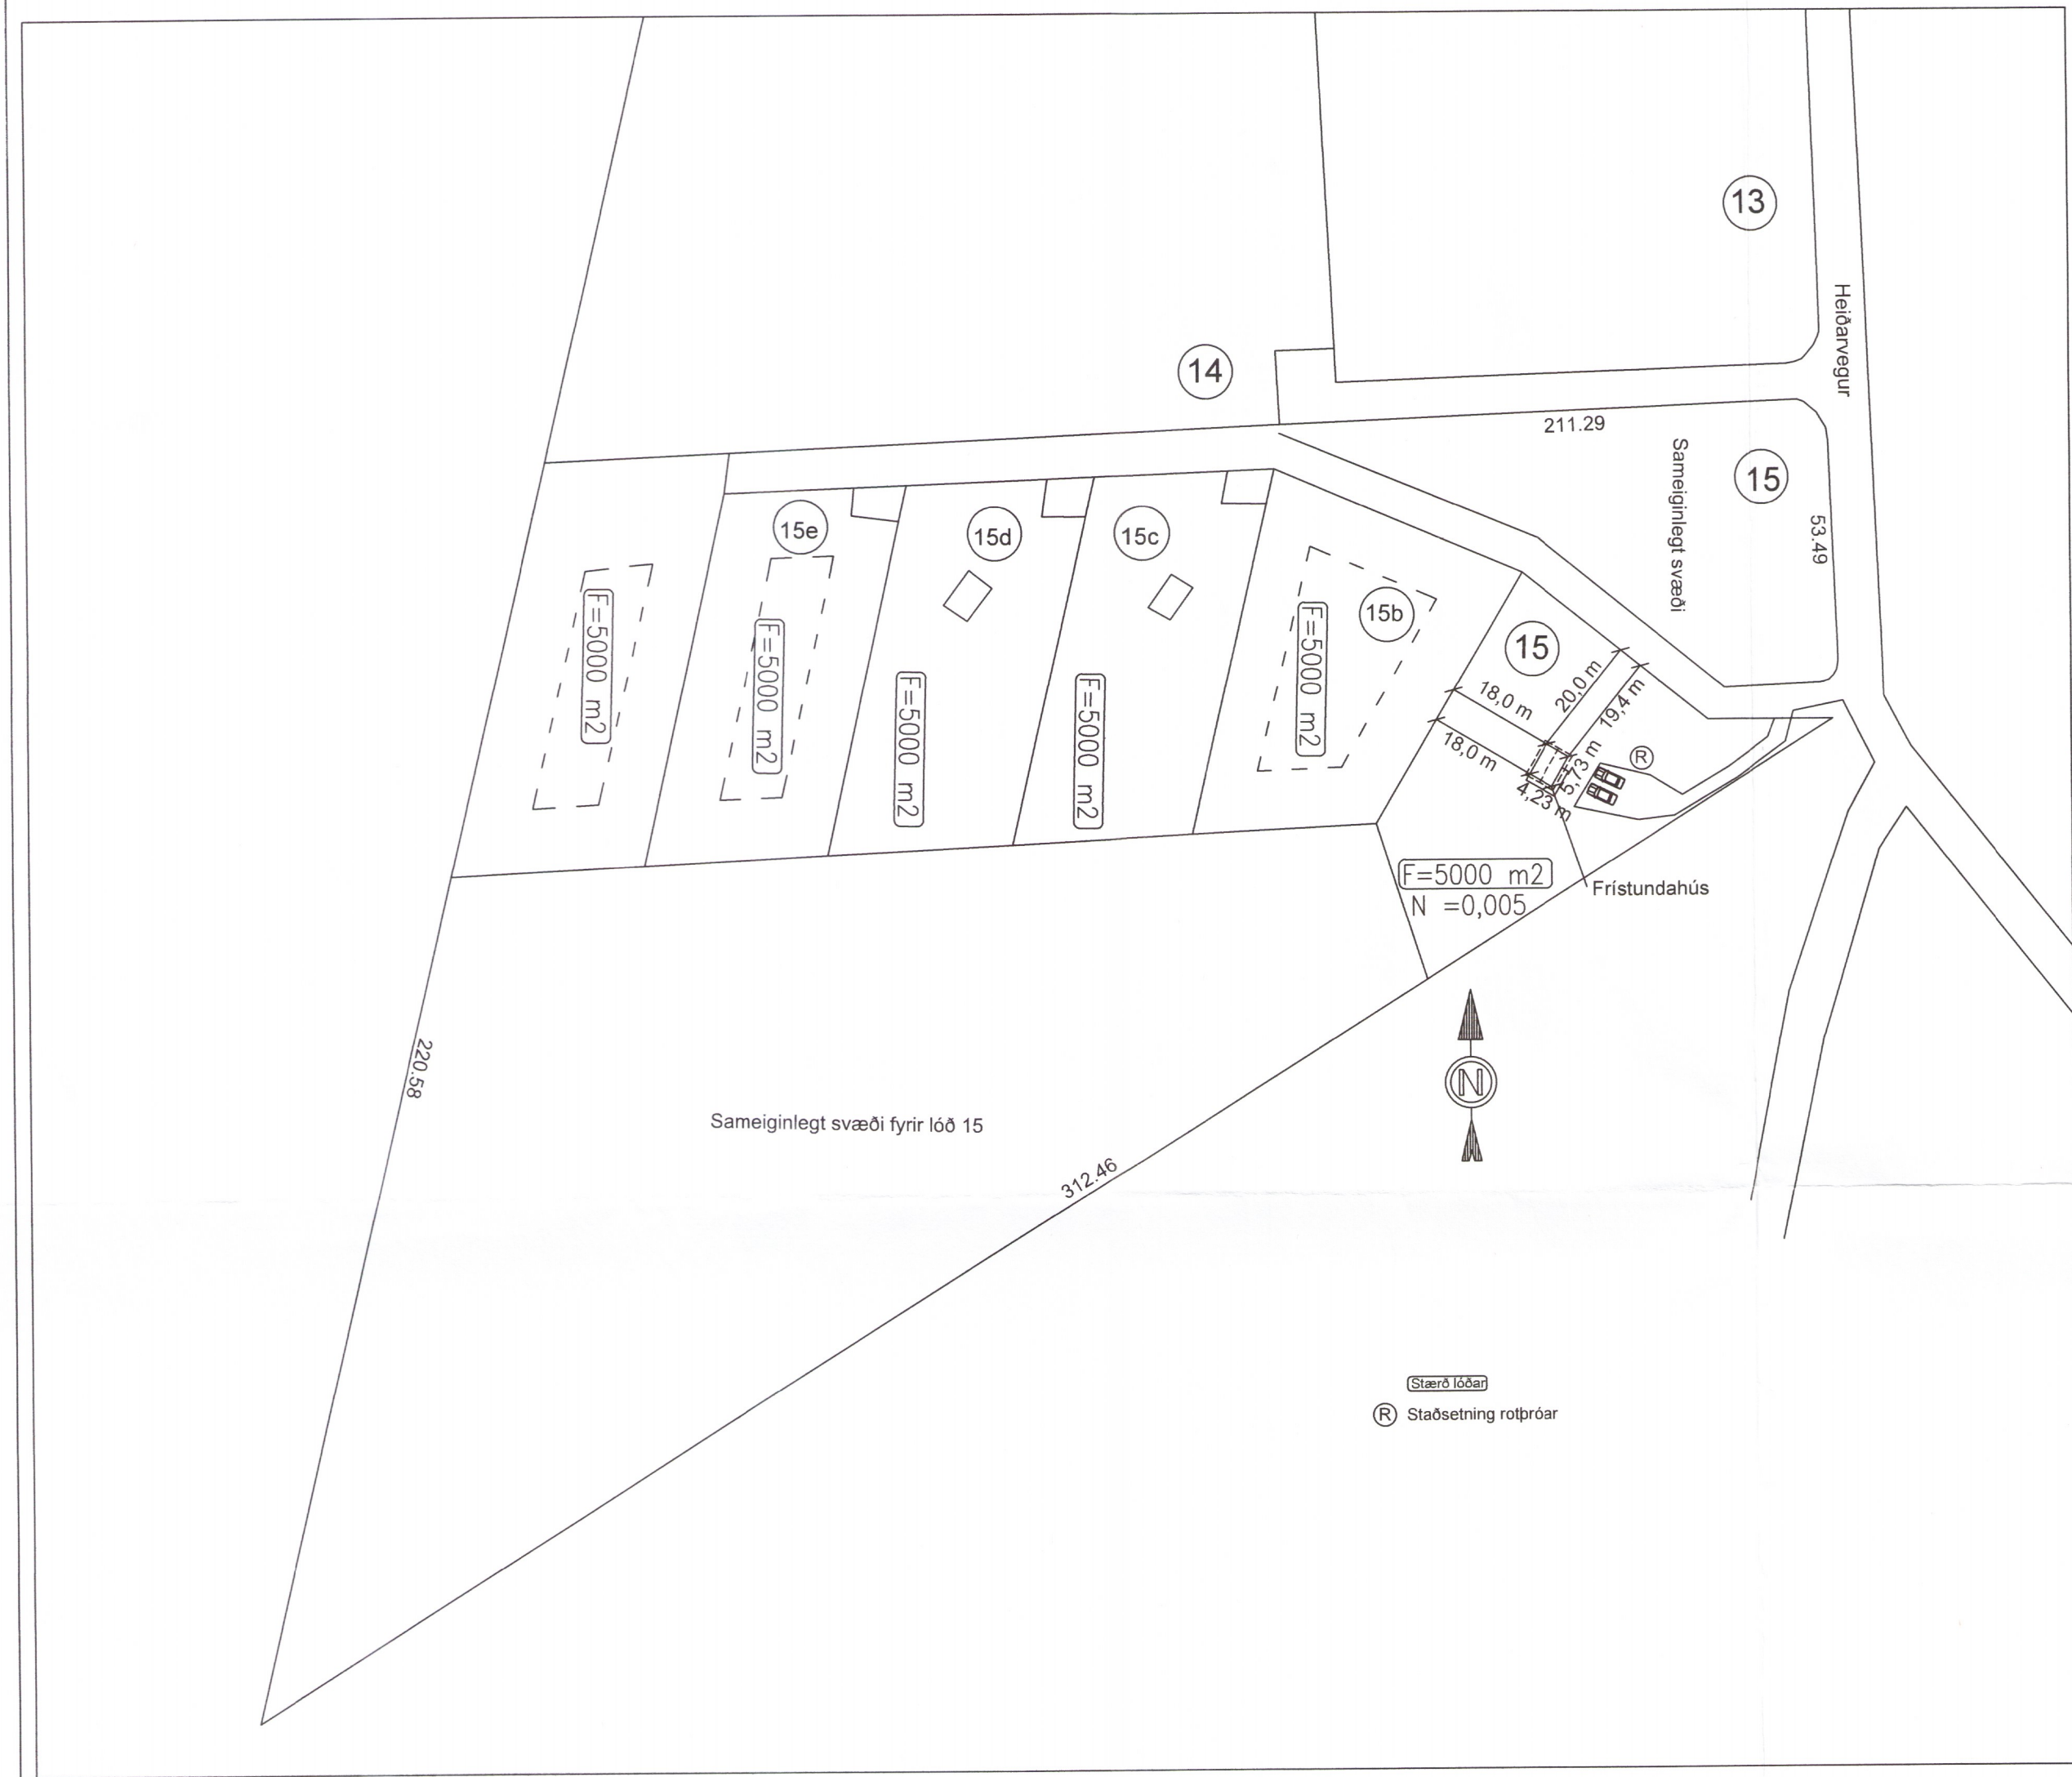 13
Heiðarvegur
14
211.29
Sameiginlegt svæði
15
53.49
15e
15d
15c
15b
15
F=5000 m2
F=5000 m2
F=5000 m2
F=5000 m2
F=5000 m2
18,0 m
20,0 m
19,4 m
18,0 m
5,73 m
4,23 m
R
F=5000 m2
N =0,005
Frístundahús
N
220.58
Sameiginlegt svæði fyrir lóð 15
312.46
Stærð lóðar
R Staðsetning rotþróar